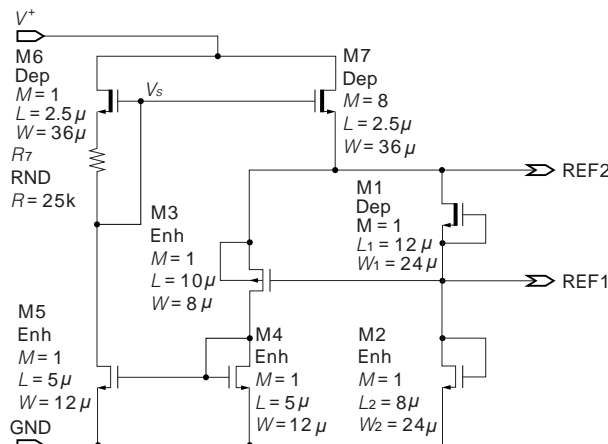 V+
M6
Dep
M = 1
L = 2.5μ
W = 36μ
R7
RND
R = 25k
Vs
M7
Dep
M = 8
L = 2.5μ
W = 36μ
REF2
M1
Dep
M = 1
L1 = 12μ
W1 = 24μ
M3
Enh
M = 1
L = 10μ
W = 8μ
REF1
M5
Enh
M = 1
L = 5μ
W = 12μ
M4
Enh
M = 1
L = 5μ
W = 12μ
M2
Enh
M = 1
L2 = 8μ
W2 = 24μ
GND